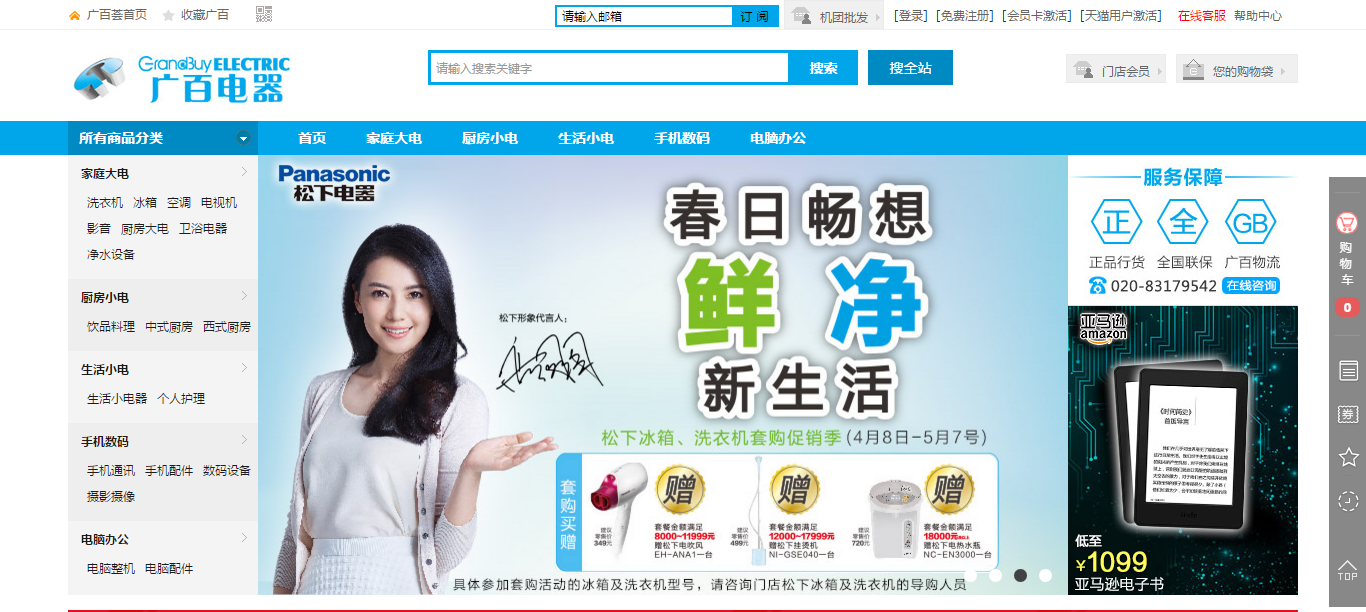 广百荟首页 收藏广百 请输入邮箱 订 阅 机团批发 [登录] [免费注册] [会员卡激活] [天猫用户激活] 在线客服 帮助中心
GrandBuy ELECTRIC
广百电器
请输入搜索关键字 搜索 搜全站 门店会员 您的购物袋
所有商品分类 首页 家庭大电 厨房小电 生活小电 手机数码 电脑办公
家庭大电
洗衣机 冰箱 空调 电视机
影音 厨房大电 卫浴电器
净水设备
厨房小电
饮品料理 中式厨房 西式厨房
生活小电
生活小电器 个人护理
手机数码
手机通讯 手机配件 数码设备
摄影摄像
电脑办公
电脑整机 电脑配件
Panasonic
松下电器
松下形象代言人:
春日畅想
鲜 净
新生活
松下冰箱、洗衣机套购促销季(4月8日-5月7号)
套购买赠
建议
零售价
349元
赠
套餐金额满足
8000~11999元
赠松下电吹风
EH-ANA1一台
建议
零售价
499元
赠
套餐金额满足
12000~17999元
赠松下挂烫机
NI-GSE040一台
建议
零售价
720元
赠
套餐金额满足
18000元及以上
赠松下电热水瓶
NC-EN3000一台
具体参加套购活动的冰箱及洗衣机型号，请咨询门店松下冰箱及洗衣机的导购人员
服务保障
正 全 GB
正品行货 全国联保 广百物流
020-83179542 在线咨询
亚马逊
amazon
《时间简史》
首版导言
kindle
低至
¥1099
亚马逊电子书
购
物
车
0
券
TOP